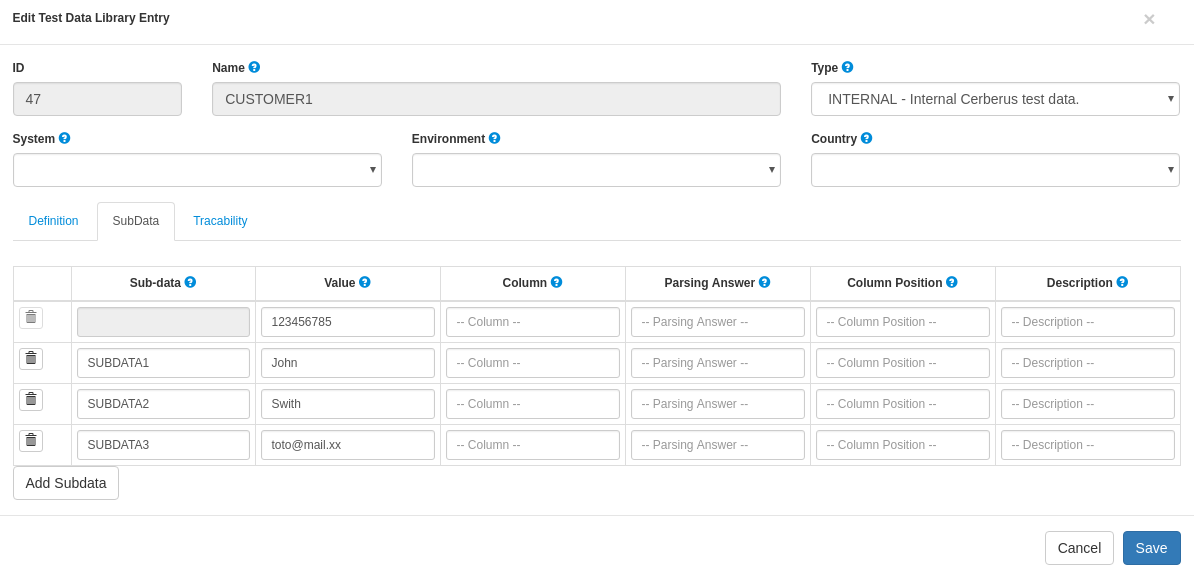 Edit Test Data Library Entry ×
ID Name Type
47 CUSTOMER1 INTERNAL - Internal Cerberus test data.
System Environment Country
Definition SubData Tracability
Sub-data Value Column Parsing Answer Column Position Description
123456785 -- Column -- -- Parsing Answer -- -- Column Position -- -- Description --
SUBDATA1 John -- Column -- -- Parsing Answer -- -- Column Position -- -- Description --
SUBDATA2 Swith -- Column -- -- Parsing Answer -- -- Column Position -- -- Description --
SUBDATA3 toto@mail.xx -- Column -- -- Parsing Answer -- -- Column Position -- -- Description --
Add Subdata
Cancel Save